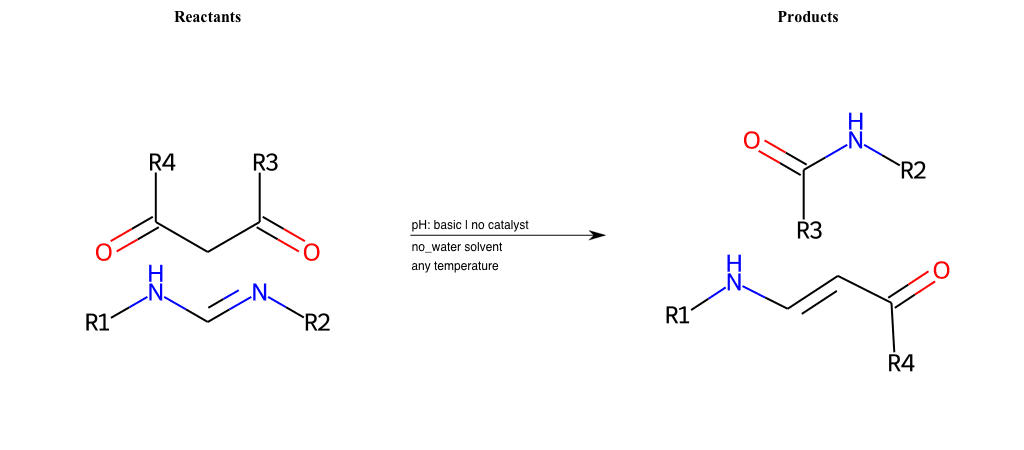 Reactants
Products
R4 R3
O O
H
N N
R1 R2
pH: basic | no catalyst
no_water solvent
any temperature
H
O N
R2
R3
H
N O
R1
R4